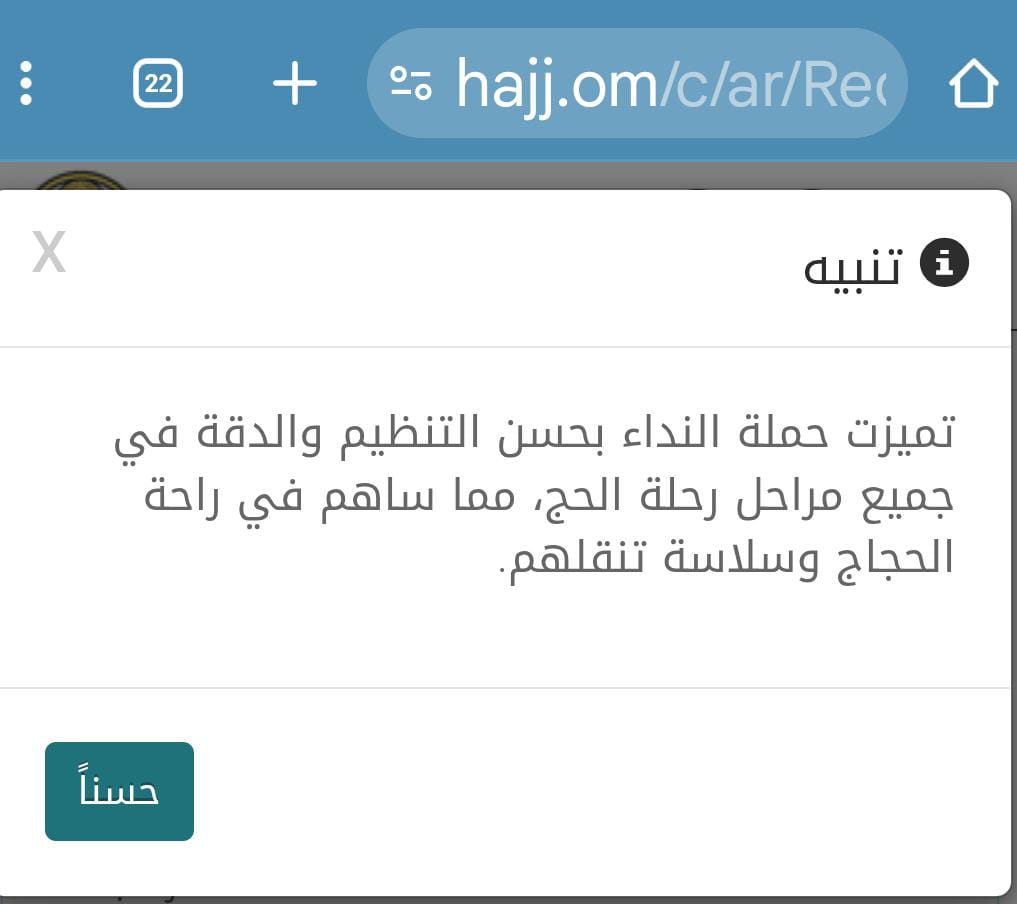 22
hajj.om/c/ar/Rec
تنبيه
X
تميزت حملة النداء بحسن التنظيم والدقة في
جميع مراحل رحلة الحج، مما ساهم في راحة
الحجاج وسلاسة تنقلهم.
حسناً